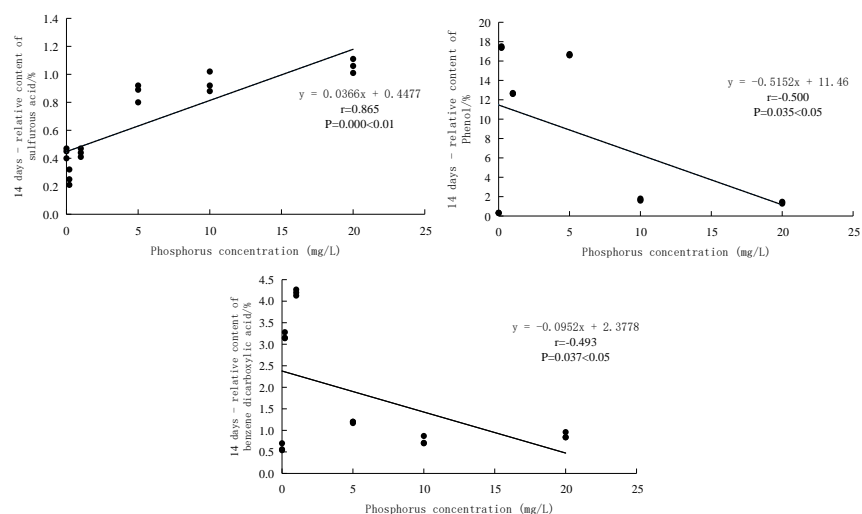 14 days - relative content of
sulfurous acid/%
1.4
1.2
1.0
0.8
0.6
0.4
0.2
0.0
0 5 10 15 20 25
Phosphorus concentration (mg/L)
y = 0.0366x + 0.4477
r=0.865
P=0.000<0.01
14 days - relative content of
Phenol/%
20
18
16
14
12
10
8
6
4
2
0
0 5 10 15 20 25
Phosphorus concentration (mg/L)
y = -0.5152x + 11.46
r=-0.500
P=0.035<0.05
14 days - relative content of
benzene dicarboxylic acid/%
4.5
4.0
3.5
3.0
2.5
2.0
1.5
1.0
0.5
0.0
0 5 10 15 20 25
Phosphorus concentration (mg/L)
y = -0.0952x + 2.3778
r=-0.493
P=0.037<0.05